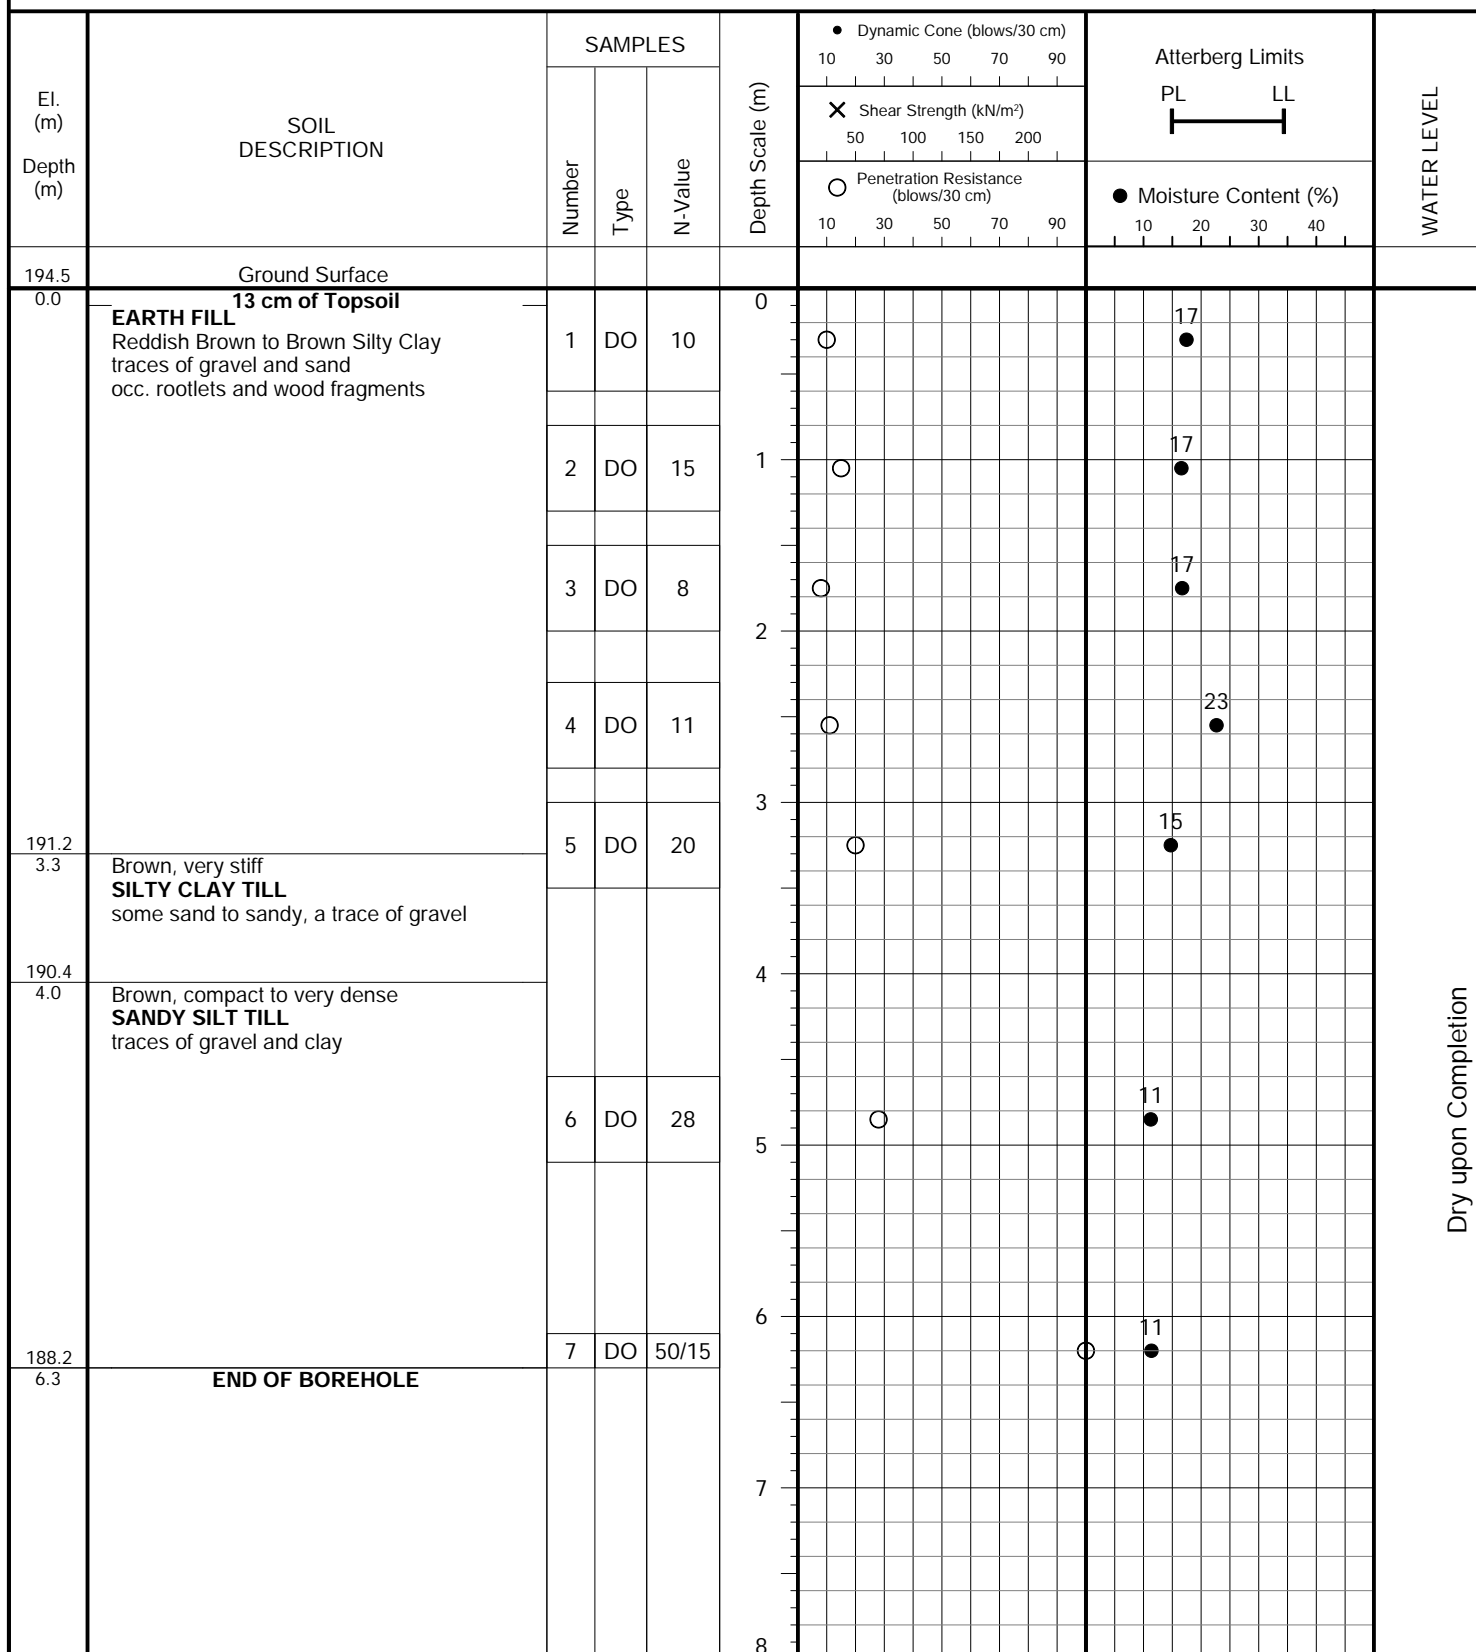 El.
(m)
Depth
(m)
SOIL
DESCRIPTION
SAMPLES
Number
Type
N-Value
Depth Scale (m)
● Dynamic Cone (blows/30 cm)
10 30 50 70 90
✕ Shear Strength (kN/m²)
50 100 150 200
○ Penetration Resistance
(blows/30 cm)
10 30 50 70 90
Atterberg Limits
PL LL
● Moisture Content (%)
10 20 30 40
WATER LEVEL
194.5 Ground Surface
0.0 13 cm of Topsoil 0
EARTH FILL
Reddish Brown to Brown Silty Clay
traces of gravel and sand
occ. rootlets and wood fragments
1 DO 10 17
2 DO 15 1 17
3 DO 8 17
2
4 DO 11 23
3
5 DO 20 15
191.2
3.3 Brown, very stiff
SILTY CLAY TILL
some sand to sandy, a trace of gravel
190.4 4
4.0 Brown, compact to very dense
SANDY SILT TILL
traces of gravel and clay
6 DO 28 11
5
Dry upon Completion
6
7 DO 50/15 11
188.2
6.3 END OF BOREHOLE
7
8